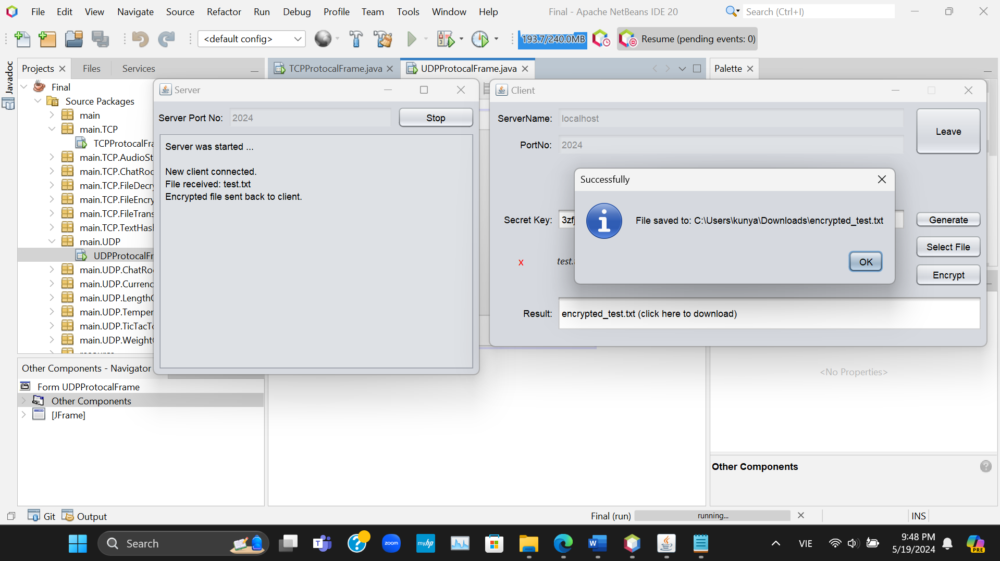 File Edit View Navigate Source Refactor Run Debug Profile Team Tools Window Help
Final - Apache NetBeans IDE 20
Search (Ctrl+I)
<default config>
193.7/240.0MB
Resume (pending events: 0)
Javadoc
Projects
Files
Services
TCPProtocalFrame.java
UDPProtocalFrame.java
Palette
Final
Source Packages
main
main.TCP
TCPProtocalFra
main.TCP.AudioSt
main.TCP.ChatRoo
main.TCP.FileDecry
main.TCP.FileEncry
main.TCP.FileTrans
main.TCP.TextHash
main.UDP
UDPProtocalFr
main.UDP.ChatRo
main.UDP.Currenc
main.UDP.LengthC
main.UDP.Temper
main.UDP.TicTacTo
main.UDP.Weight
Server
Server Port No: 2024
Stop
Server was started ...
New client connected.
File received: test.txt
Encrypted file sent back to client.
Client
ServerName: localhost
Leave
PortNo: 2024
Successfully
File saved to: C:\Users\kunya\Downloads\encrypted_test.txt
OK
Secret Key: 3zf
Generate
Select File
x
test.
Encrypt
Result: encrypted_test.txt (click here to download)
Other Components - Navigator
Form UDPProtocalFrame
Other Components
[JFrame]
<No Properties>
Other Components
Git
Output
Final (run)
running...
INS
Search
zoom
myhp
VIE
9:48 PM
5/19/2024
PRE